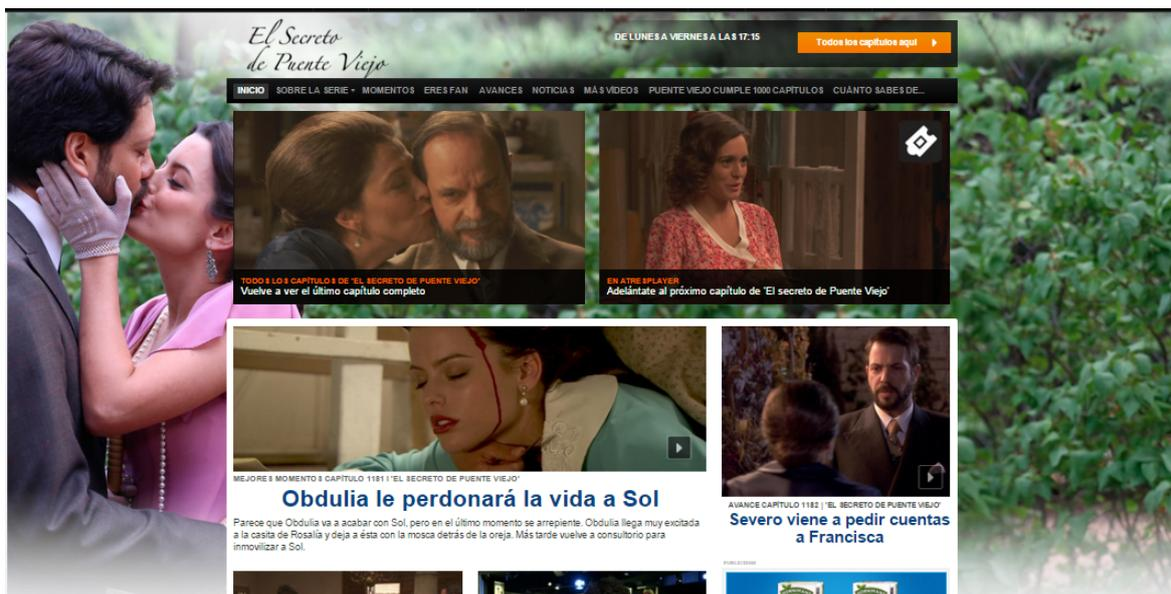 El Secreto
de Puente Viejo
DE LUNES A VIERNES A LAS 17:15
Todos los capítulos aquí
INICIO SOBRE LA SERIE MOMENTOS ERES FAN AVANCES NOTICIAS MÁS VÍDEOS PUENTE VIEJO CUMPLE 1000 CAPÍTULOS CUÁNTO SABES DE...
TODOS LOS CAPÍTULOS DE 'EL SECRETO DE PUENTE VIEJO'
Vuelve a ver el último capítulo completo
EN ATRESPLAYER
Adelántate al próximo capítulo de 'El secreto de Puente Viejo'
MEJORES MOMENTOS CAPÍTULO 1181 | 'EL SECRETO DE PUENTE VIEJO'
Obdulia le perdonará la vida a Sol
Parece que Obdulia va a acabar con Sol, pero en el último momento se arrepiente. Obdulia llega muy excitada
a la casita de Rosalía y deja a ésta con la mosca detrás de la oreja. Más tarde vuelve a consultorio para
inmovilizar a Sol.
AVANCE CAPÍTULO 1182 | 'EL SECRETO DE PUENTE VIEJO'
Severo viene a pedir cuentas
a Francisca
PUBLICIDAD